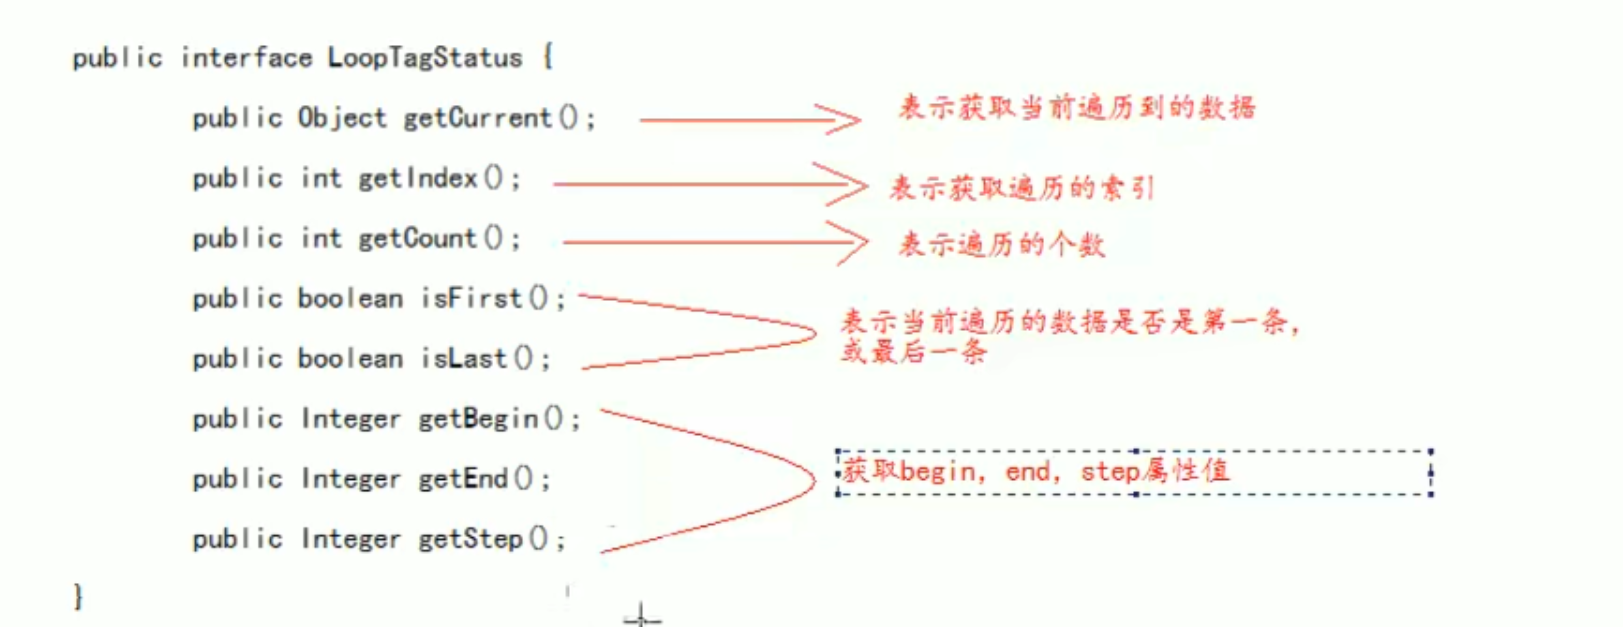 public interface LoopTagStatus {
public Object getCurrent();
表示获取当前遍历到的数据
public int getIndex();
表示获取遍历的索引
public int getCount();
表示遍历的个数
public boolean isFirst();
表示当前遍历的数据是否是第一条，
或最后一条
public boolean isLast();
public Integer getBegin();
public Integer getEnd();
获取begin, end, step属性值
public Integer getStep();
}